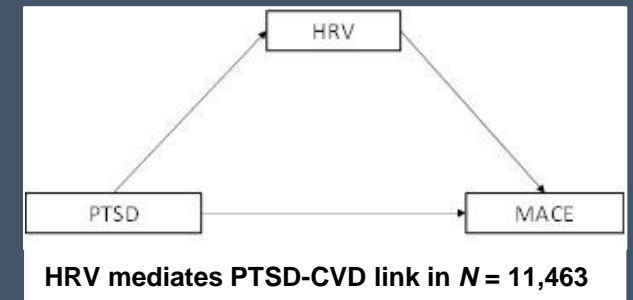 HRV
PTSD
MACE
HRV mediates PTSD-CVD link in N = 11,463